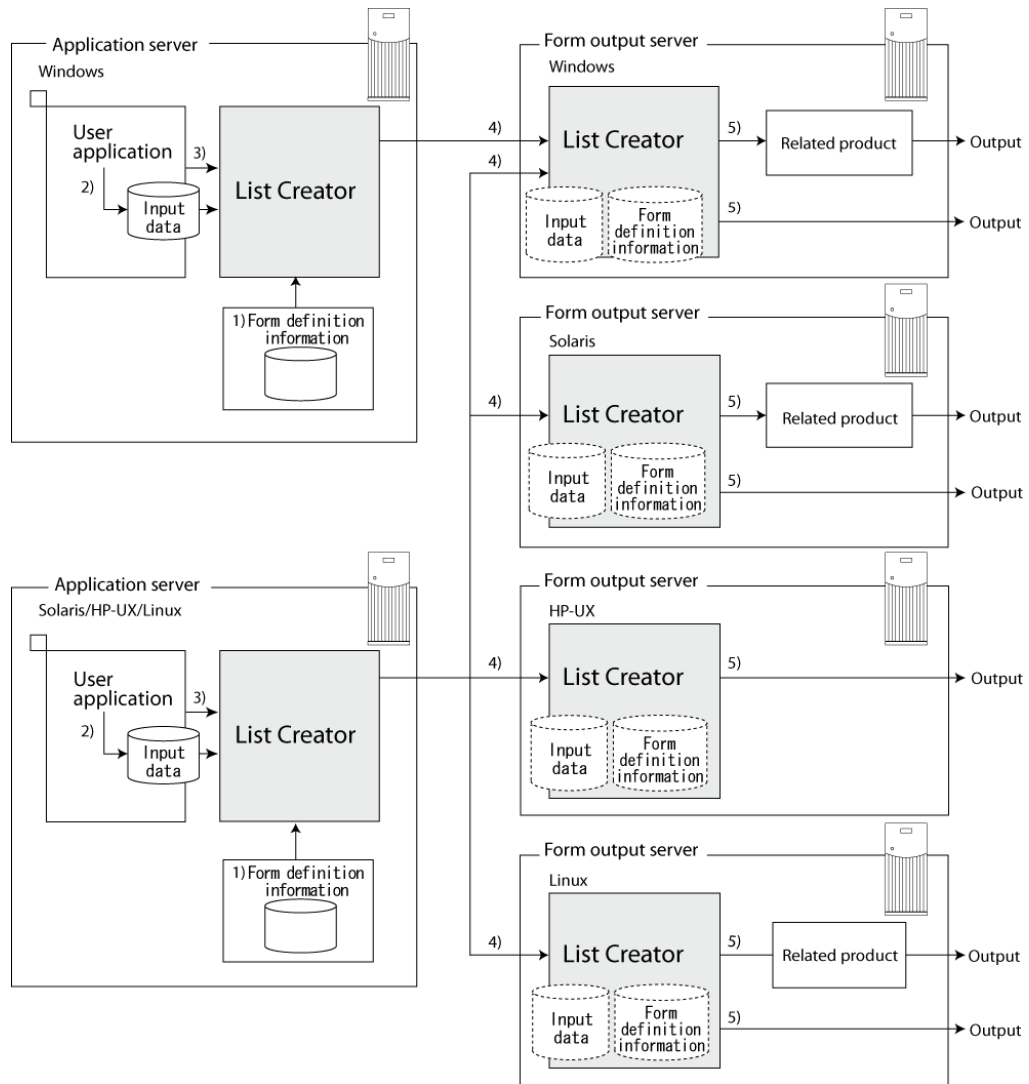 Application server
Windows
User
application
2)
3)
Input
data
List Creator
1)Form definition
information
4)
4)
Form output server
Windows
List Creator
Input
data
Form
definition
information
5)
Related product
Output
5)
Output
Form output server
Solaris
4)
List Creator
Input
data
Form
definition
information
5)
Related product
Output
5)
Output
Application server
Solaris/HP-UX/Linux
User
application
2)
3)
Input
data
List Creator
1)Form definition
information
4)
Form output server
HP-UX
List Creator
Input
data
Form
definition
information
5)
Output
Form output server
Linux
4)
List Creator
Input
data
Form
definition
information
5)
Related product
Output
5)
Output